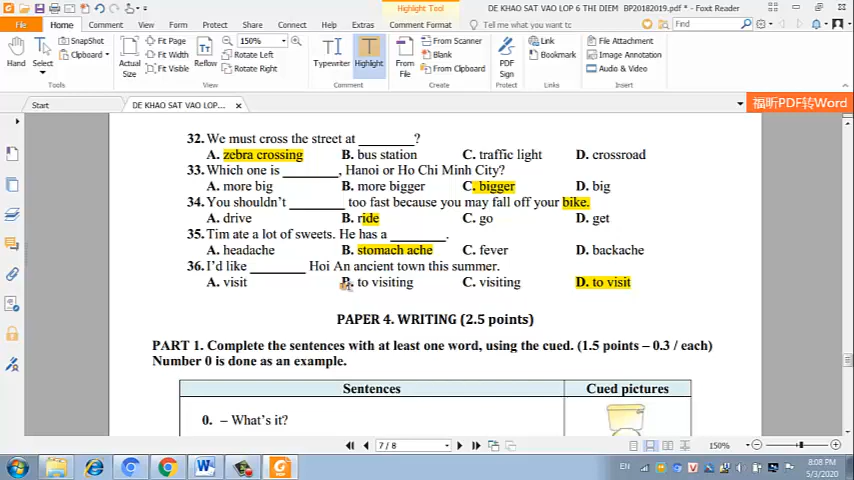 Highlight Tool
DE KHAO SAT VAO LOP 6 THI DIEM BP20182019.pdf * - Foxit Reader
File Home Comment View Form Protect Share Connect Help Extras Comment Format Tell me what you want... Find
Hand
Select
SnapShot
Clipboard
Actual Size
Fit Page
Fit Width
Fit Visible
Reflow
150%
Rotate Left
Rotate Right
Typewriter
Highlight
From File
From Scanner
Blank
From Clipboard
PDF Sign
Link
Bookmark
File Attachment
Image Annotation
Audio & Video
Tools View Comment Create Protect Links Insert
Start DE KHAO SAT VAO LOP... 福昕PDF转Word
32. We must cross the street at ________?
A. zebra crossing B. bus station C. traffic light D. crossroad
33. Which one is ________, Hanoi or Ho Chi Minh City?
A. more big B. more bigger C. bigger D. big
34. You shouldn't ________ too fast because you may fall off your bike.
A. drive B. ride C. go D. get
35. Tim ate a lot of sweets. He has a ________.
A. headache B. stomach ache C. fever D. backache
36. I'd like ________ Hoi An ancient town this summer.
A. visit B. to visiting C. visiting D. to visit
PAPER 4. WRITING (2.5 points)
PART 1. Complete the sentences with at least one word, using the cued. (1.5 points – 0.3 / each)
Number 0 is done as an example.
Sentences Cued pictures
0. – What's it?
7 / 8 150%
EN 8:08 PM
5/3/2020